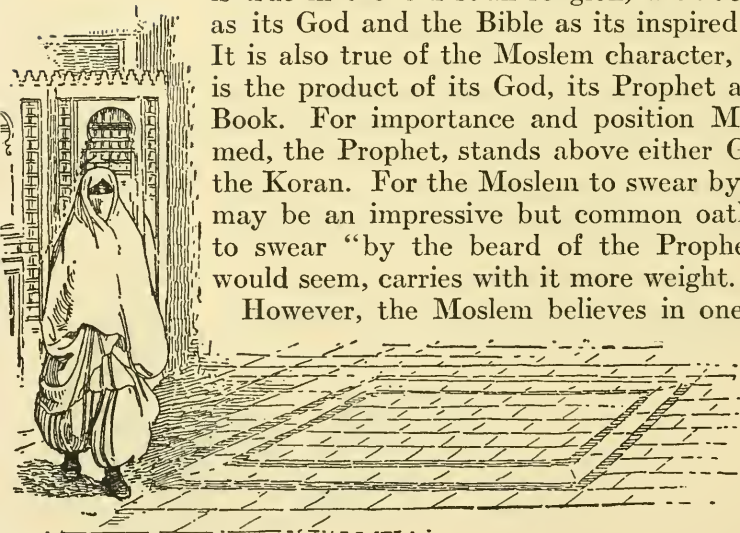 as its God and the Bible as its inspired
It is also true of the Moslem character,
is the product of its God, its Prophet a
Book. For importance and position M
med, the Prophet, stands above either G
the Koran. For the Moslem to swear by
may be an impressive but common oat
to swear “by the beard of the Prophe
would seem, carries with it more weight.
However, the Moslem believes in one